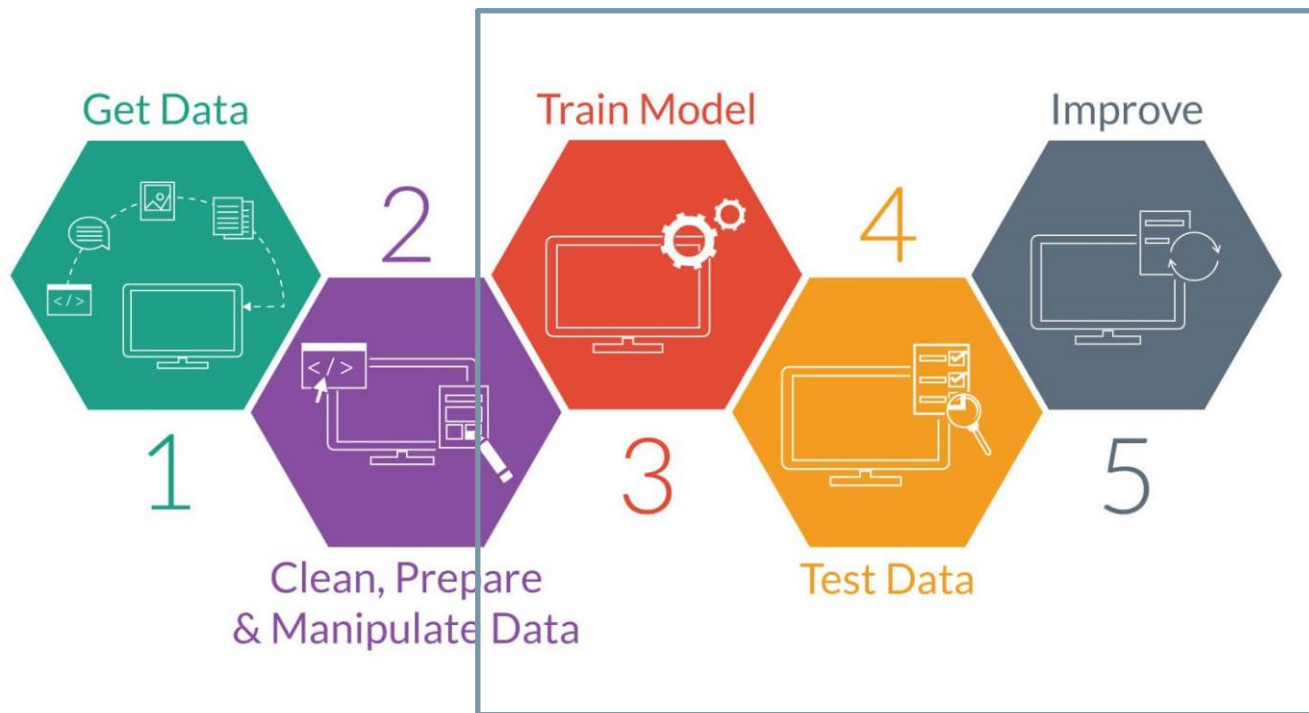 Get Data
1
</>
2
</>
Clean, Prepare
& Manipulate Data
Train Model
3
4
Test Data
Improve
5